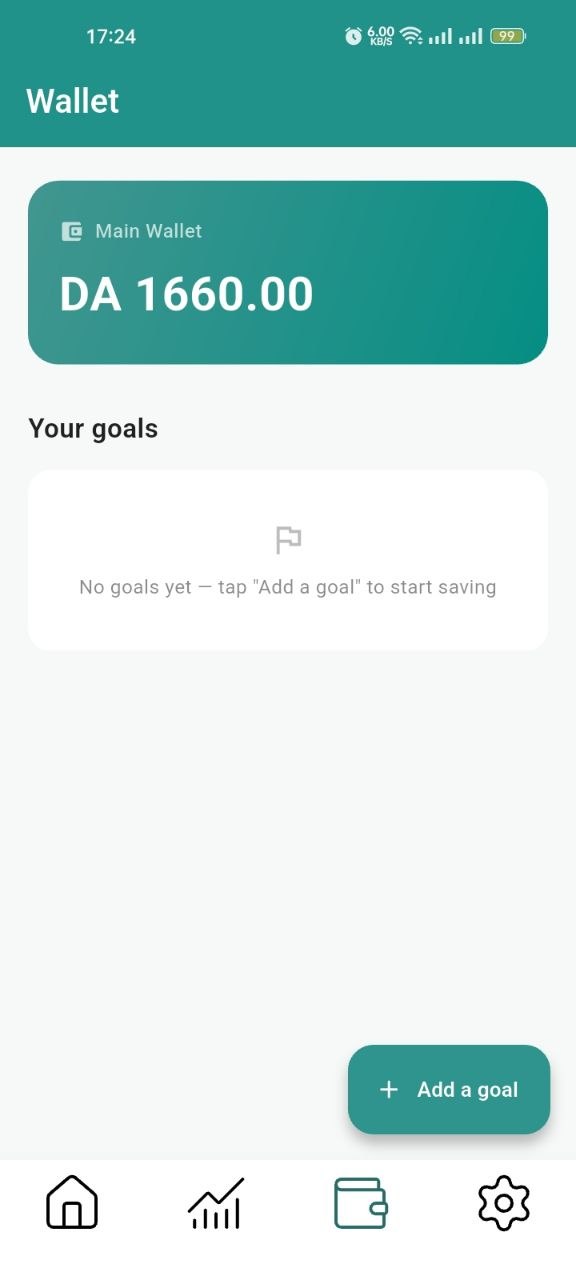 17:24
6.00
KB/S
99
Wallet
Main Wallet
DA 1660.00
Your goals
No goals yet — tap "Add a goal" to start saving
+ Add a goal